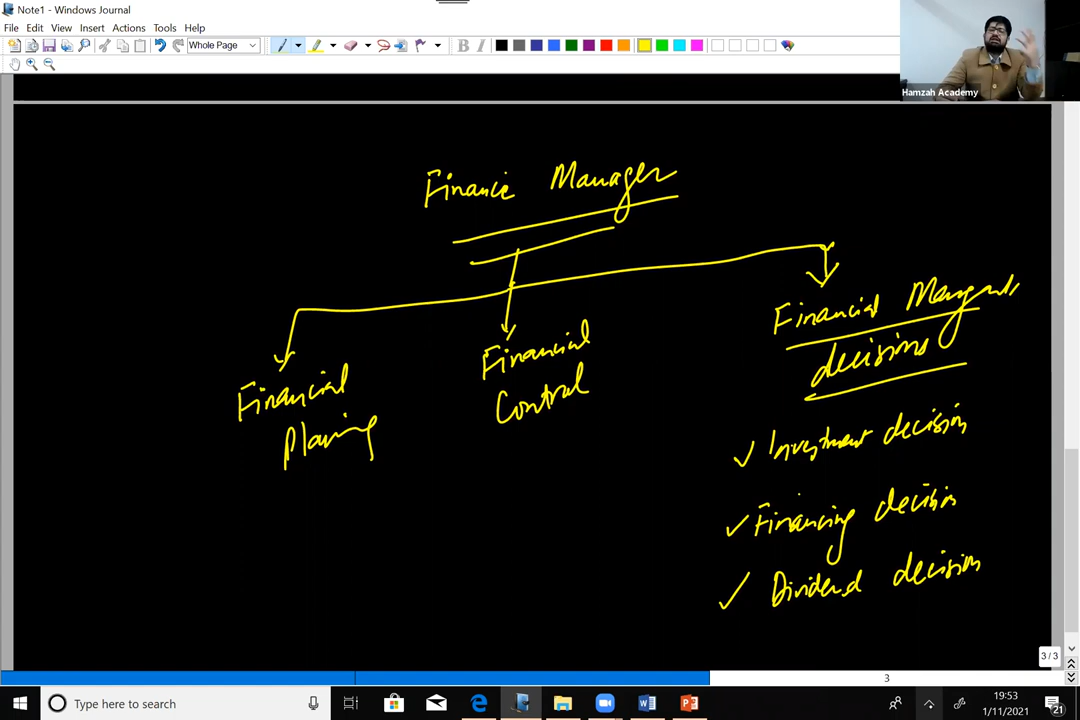 Note1 - Windows Journal
File Edit View Insert Actions Tools Help
Whole Page
Hamzah Academy
Finance Manager
Financial
Planing
Financial
Control
Financial
decisions
✓ Investment decision
✓ Financing decision
✓ Dividend decision
3/3
3
Type here to search
19:53
1/11/2021
21